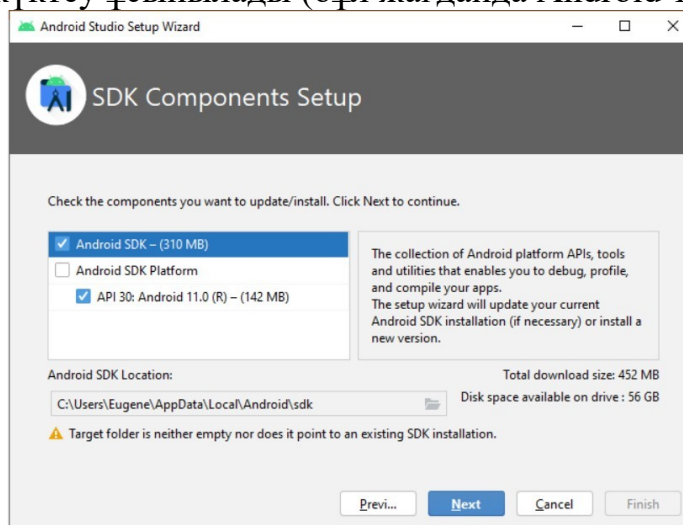 (бұл жағдайда Android
Android Studio Setup Wizard
SDK Components Setup
Check the components you want to update/install. Click Next to continue.
Android SDK – (310 MB)
Android SDK Platform
API 30: Android 11.0 (R) – (142 MB)
The collection of Android platform APIs, tools
and utilities that enables you to debug, profile,
and compile your apps.
The setup wizard will update your current
Android SDK installation (if necessary) or install a
new version.
Android SDK Location:
C:\Users\Eugene\AppData\Local\Android\sdk
Total download size: 452 MB
Disk space available on drive : 56 GB
Target folder is neither empty nor does it point to an existing SDK installation.
Previ...
Next
Cancel
Finish